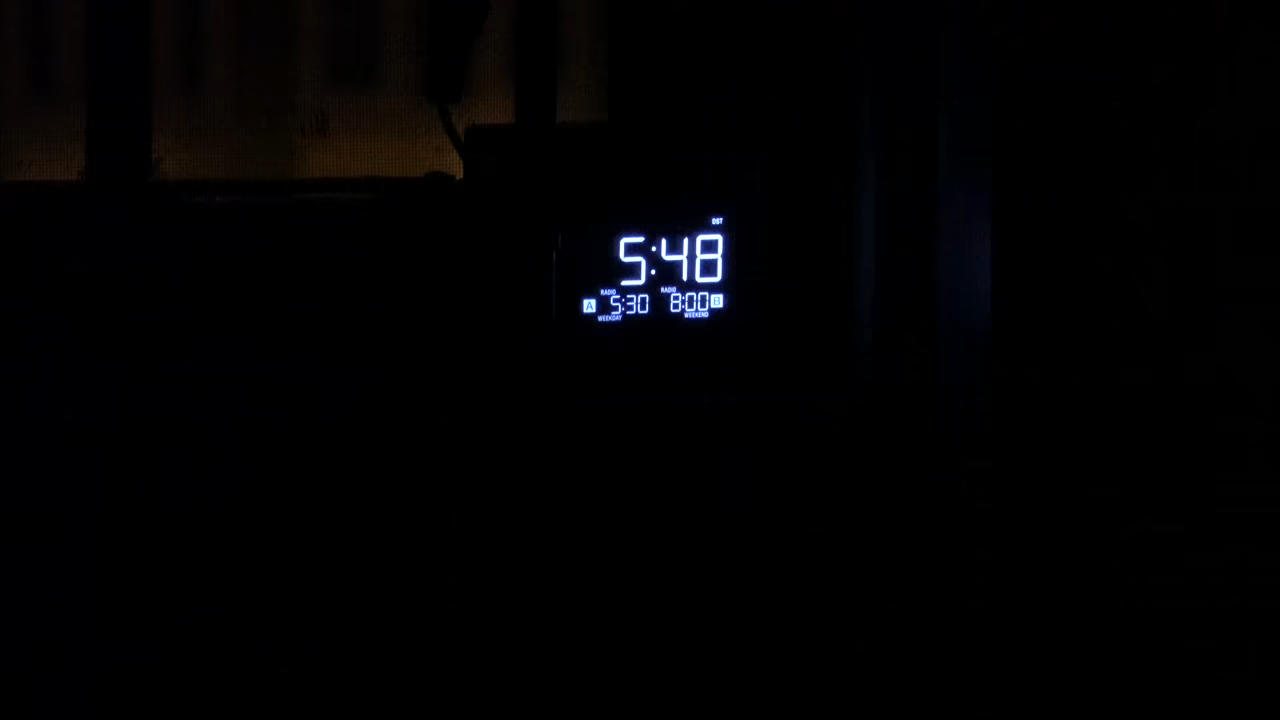 DST
5:48
RADIO RADIO
A 5:30 8:00 B
WEEKDAY WEEKEND